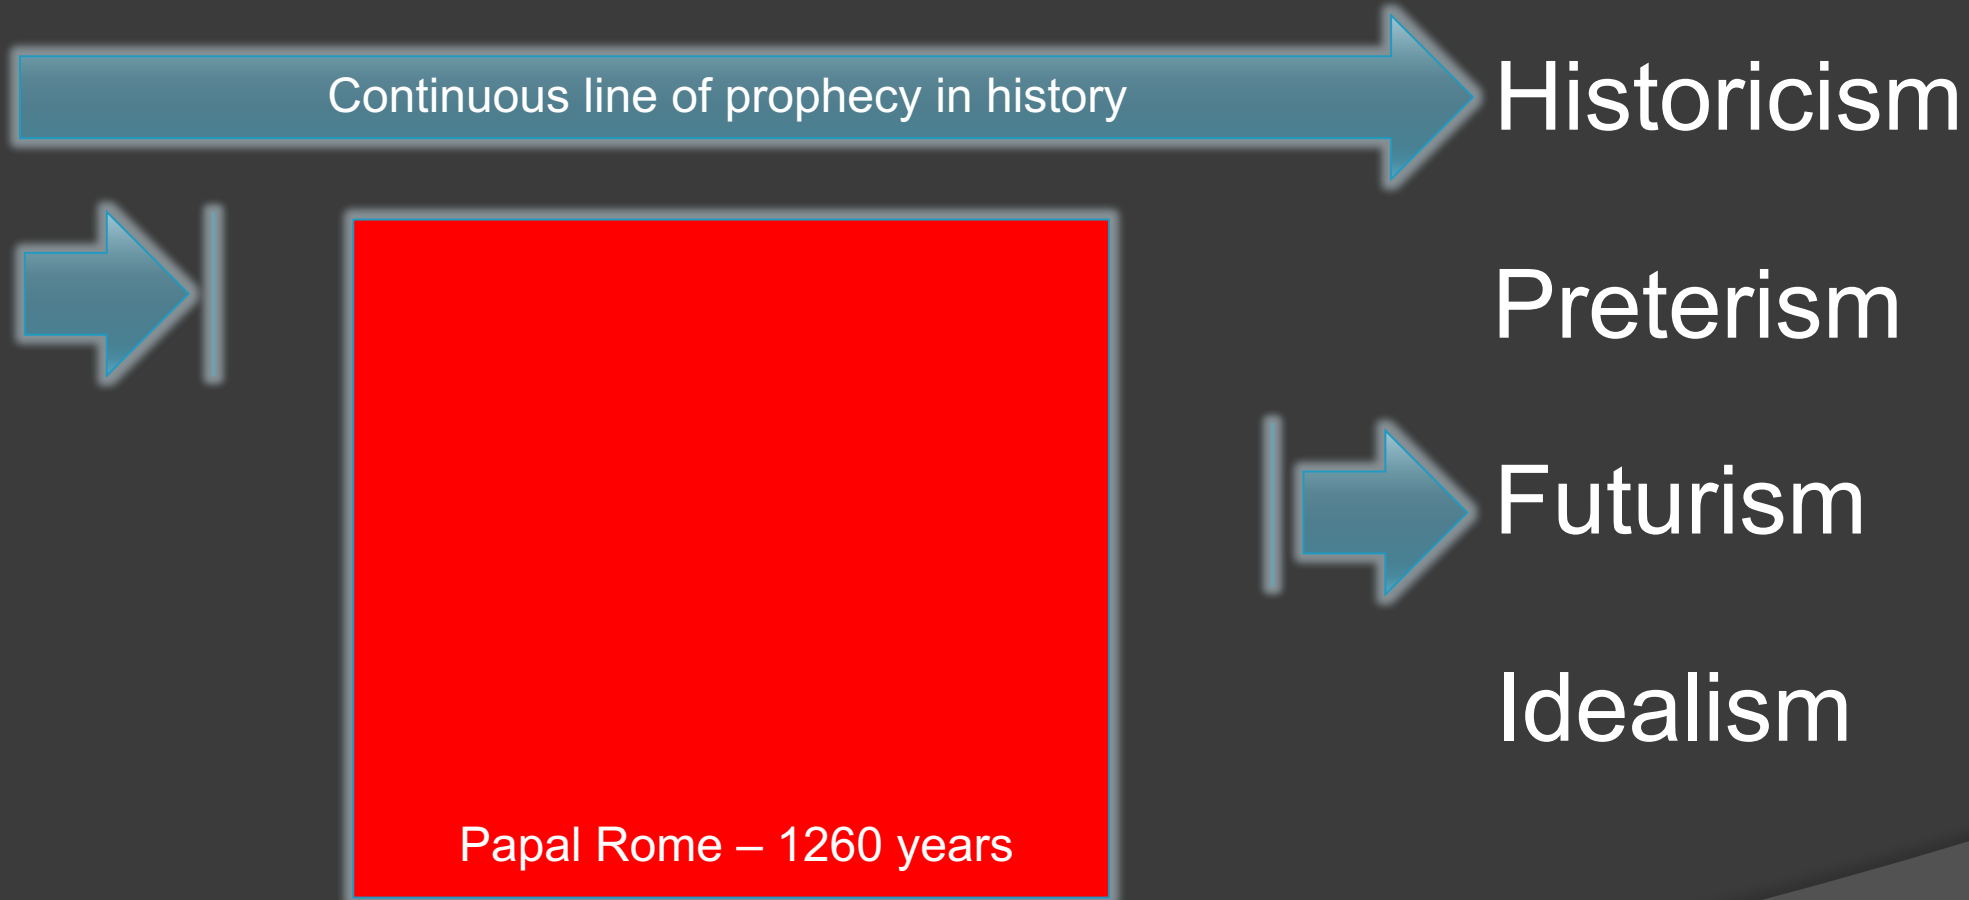 Continuous line of prophecy in history
Historicism
Preterism
Futurism
Idealism
Papal Rome – 1260 years